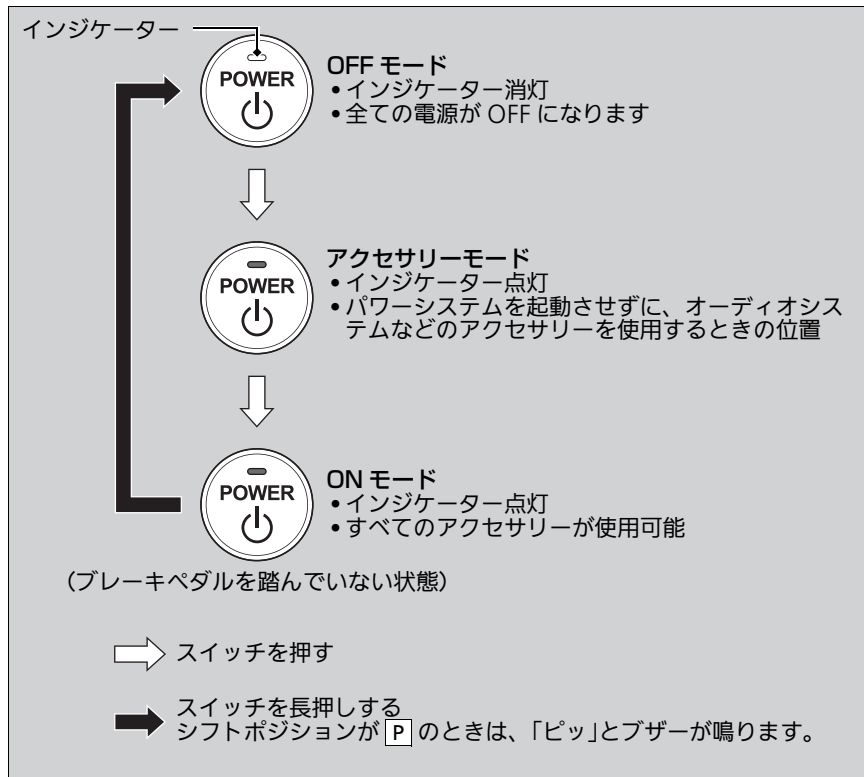 インジケーター
POWER
OFF モード
•インジケーター消灯
•全ての電源が OFF になります
POWER
アクセサリーモード
•インジケーター点灯
•パワーシステムを起動させずに、オーディオシス
テムなどのアクセサリーを使用するときの位置
POWER
ON モード
•インジケーター点灯
•すべてのアクセサリーが使用可能
（ブレーキペダルを踏んでいない状態）
スイッチを押す
スイッチを長押しする
シフトポジションが P のときは、「ピッ」とブザーが鳴ります。